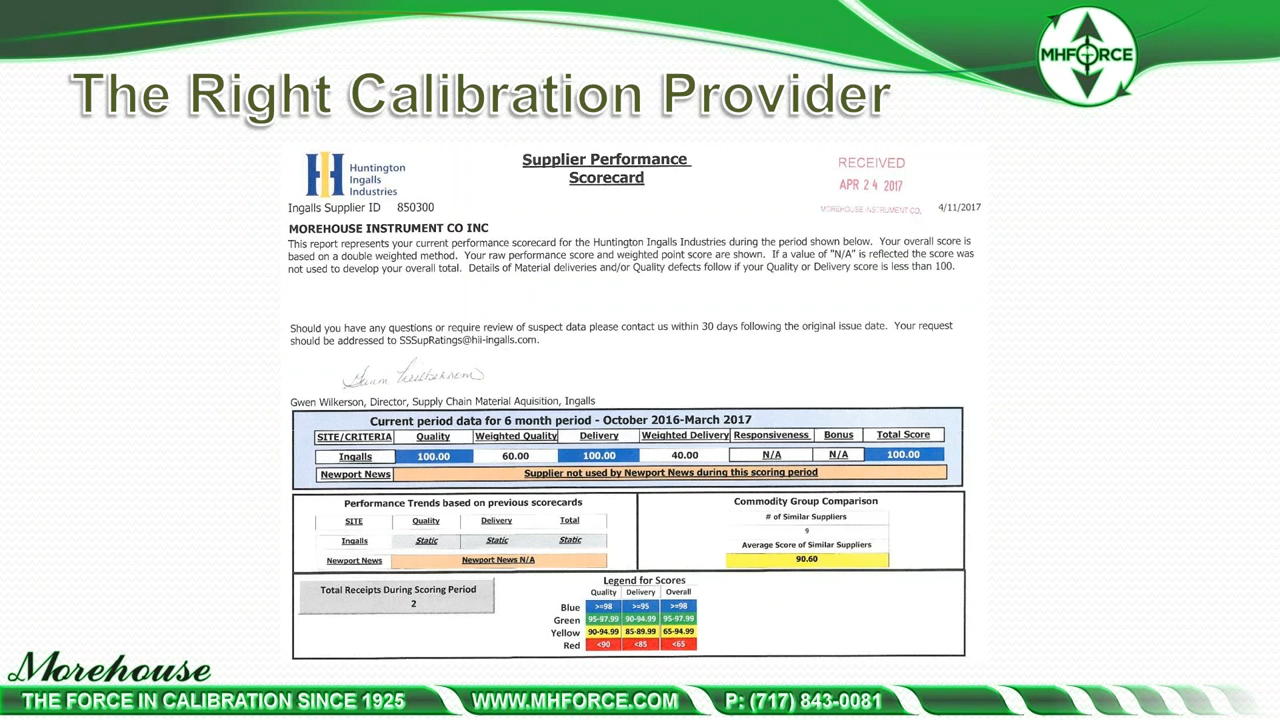 The Right Calibration Provider
MHFORCE
Huntington
Ingalls
Industries
Supplier Performance
Scorecard
RECEIVED
APR 24 2017
MOREHOUSE INSTRUMENT CO.
Ingalls Supplier ID 850300
4/11/2017
MOREHOUSE INSTRUMENT CO INC
This report represents your current performance scorecard for the Huntington Ingalls Industries during the period shown below. Your overall score is
based on a double weighted method. Your raw performance score and weighted point score are shown. If a value of "N/A" is reflected the score was
not used to develop your overall total. Details of Material deliveries and/or Quality defects follow if your Quality or Delivery score is less than 100.
Should you have any questions or require review of suspect data please contact us within 30 days following the original issue date. Your request
should be addressed to SSSupRatings@hii-ingalls.com.
Gwen Wilkerson, Director, Supply Chain Material Aquisition, Ingalls
Current period data for 6 month period - October 2016-March 2017
SITE/CRITERIA Quality Weighted Quality Delivery Weighted Delivery Responsiveness Bonus Total Score
Ingalls 100.00 60.00 100.00 40.00 N/A N/A 100.00
Newport News Supplier not used by Newport News during this scoring period
Performance Trends based on previous scorecards
SITE Quality Delivery Total
Ingalls Static Static Static
Newport News Newport News N/A
Commodity Group Comparison
# of Similar Suppliers
9
Average Score of Similar Suppliers
90.60
Total Receipts During Scoring Period
2
Legend for Scores
Quality Delivery Overall
Blue >=98 >=95 >=98
Green 95-97.99 90-94.99 95-97.99
Yellow 90-94.99 85-89.99 65-94.99
Red <90 <85 <65
Morehouse
THE FORCE IN CALIBRATION SINCE 1925 WWW.MHFORCE.COM P: (717) 843-0081